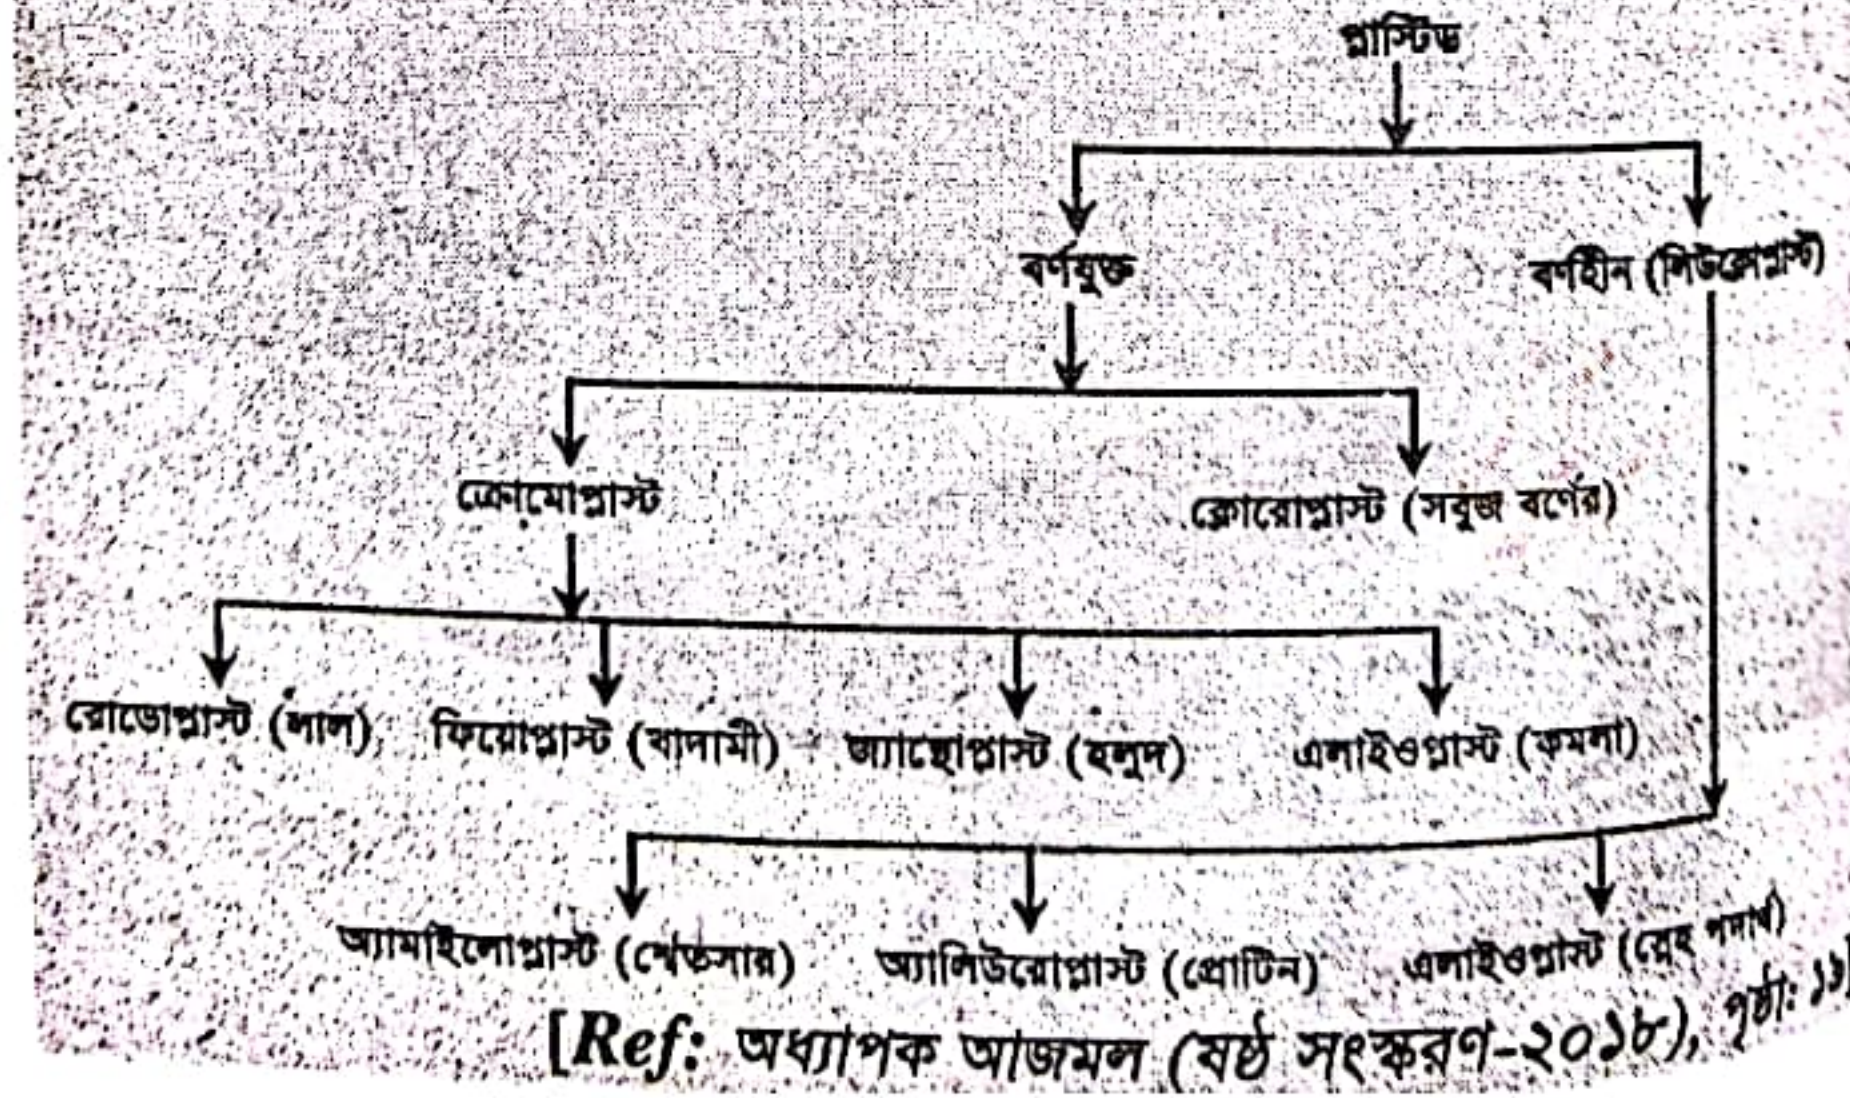 প্লাস্টিড
বর্ণযুক্ত বর্ণহীন (লিউকোপ্লাস্ট)
ক্রোমোপ্লাস্ট ক্লোরোপ্লাস্ট (সবুজ বর্ণের)
রোডোপ্লাস্ট (লাল) ফিয়োপ্লাস্ট (বাদামী) জ্যান্থোপ্লাস্ট (হলুদ) এলাইওপ্লাস্ট (কমলা)
অ্যামাইলোপ্লাস্ট (শ্বেতসার) অ্যালিউরোপ্লাস্ট (প্রোটিন) এলাইওপ্লাস্ট (স্নেহ পদার্থ)
[Ref: অধ্যাপক আজমল (ষষ্ঠ সংস্করণ-২০১৮), পৃষ্ঠা: